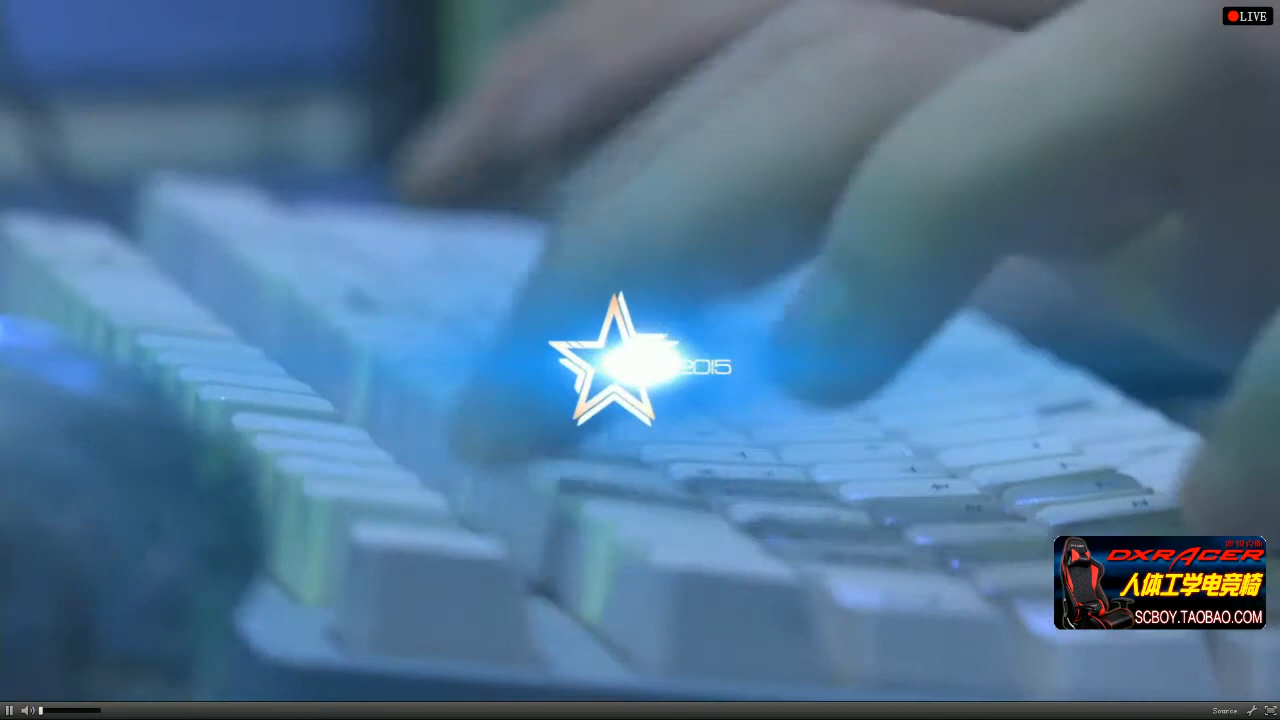 LIVE
2015
DXRACER
人体工学电竞椅
SCBOY.TAOBAO.COM
Source